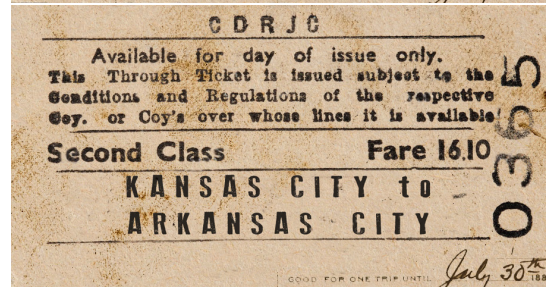 CDRJC
Available for day of issue only.
This Through Ticket is issued subject to the
Conditions and Regulations of the respective
Coy. or Coy's over whose lines it is available
Second Class Fare 16.10
KANSAS CITY to
ARKANSAS CITY
GOOD FOR ONE TRIP UNTIL July 30th 188
0365